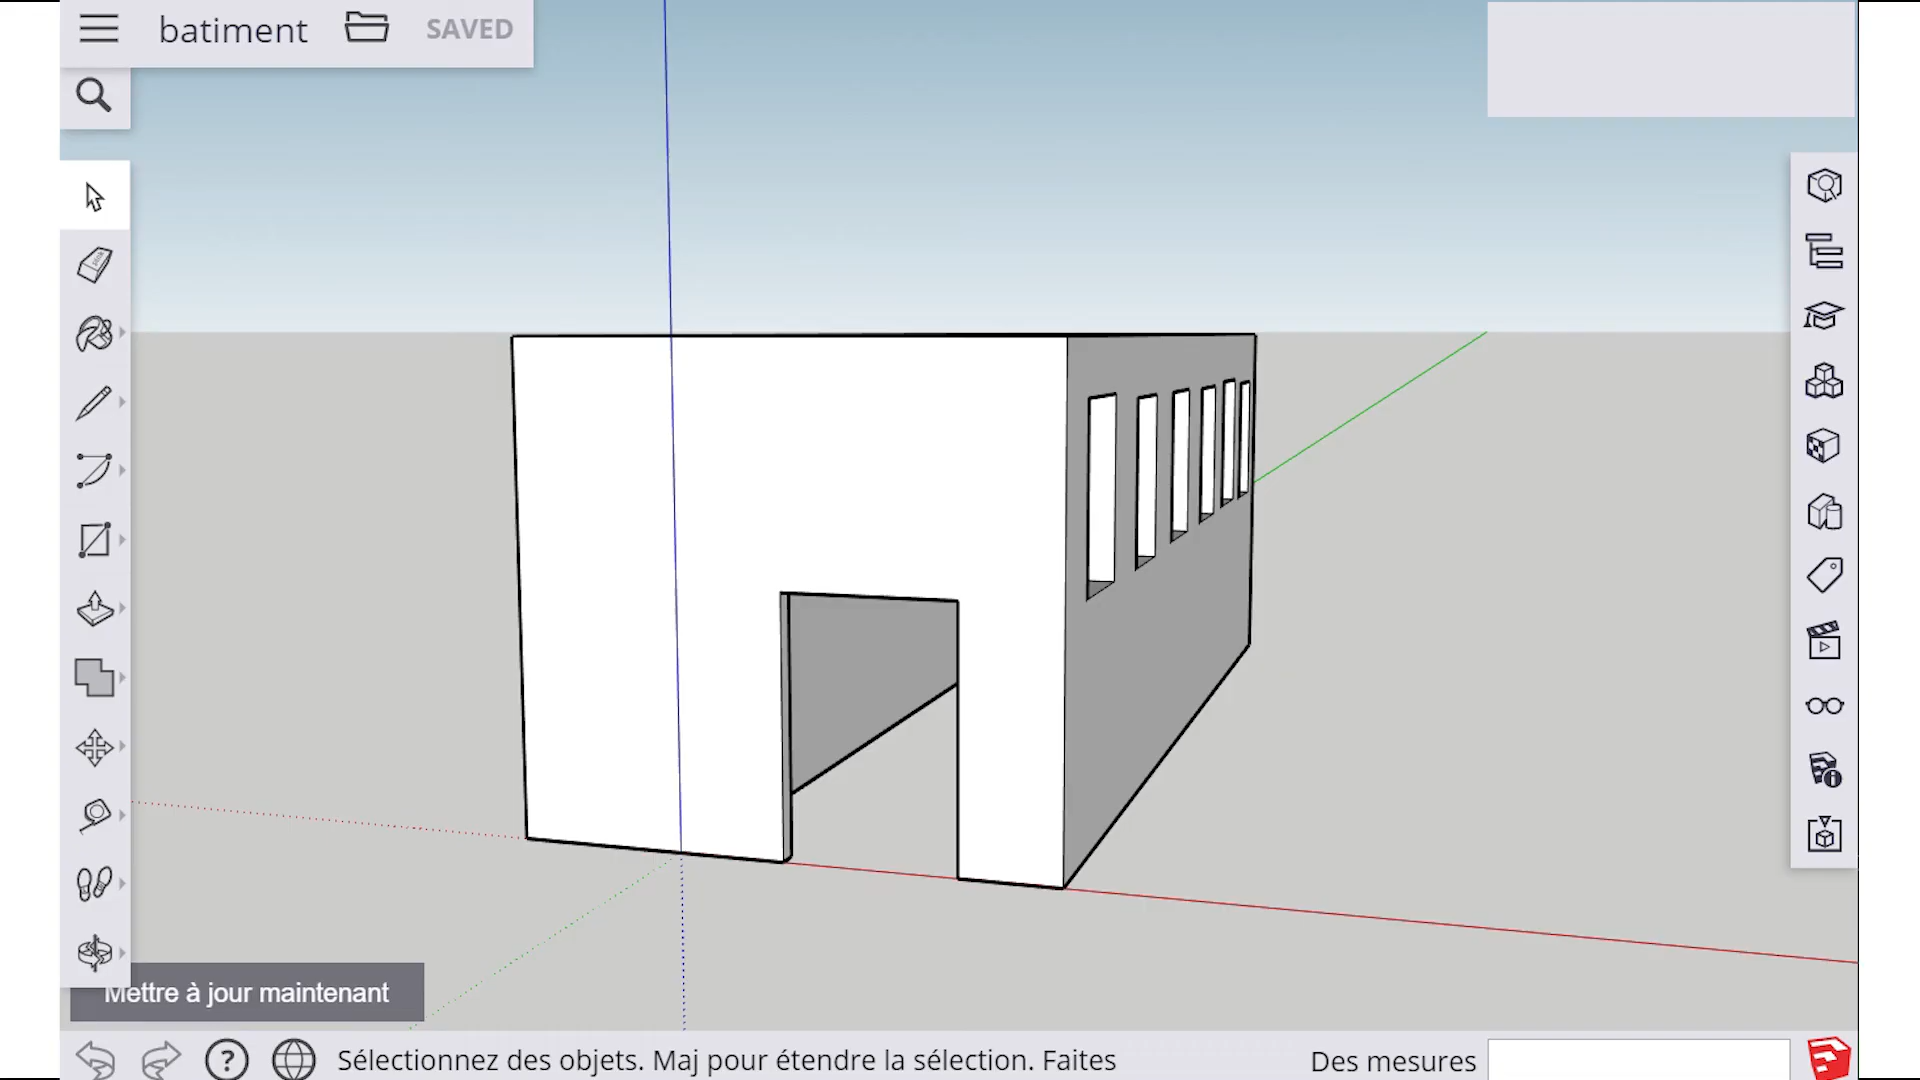 batiment SAVED
Mettre à jour maintenant
Sélectionnez des objets. Maj pour étendre la sélection. Faites
Des mesures